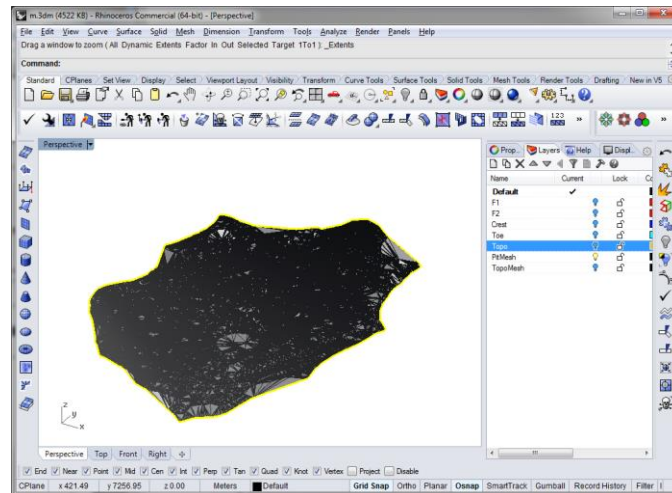 m.3dm (4522 KB) - Rhinoceros Commercial (64-bit) - [Perspective]
File Edit View Curve Surface Solid Mesh Dimension Transform Tools Analyze Render Panels Help
Drag a window to zoom ( All Dynamic Extents Factor In Out Selected Target 1To1 ): _Extents
Command:
Standard CPlanes Set View Display Select Viewport Layout Visibility Transform Curve Tools Surface Tools Solid Tools Mesh Tools Render Tools Drafting New in V5
123
Perspective
Prop... Layers Help Displ...
Name Current Lock Co
Default
F1
F2
Crest
Toe
Topo
PitMesh
TopoMesh
z
y
x
Perspective Top Front Right
End Near Point Mid Cen Int Perp Tan Quad Knot Vertex Project Disable
CPlane x 421.49 y 7256.95 z 0.00 Meters Default Grid Snap Ortho Planar Osnap SmartTrack Gumball Record History Filter